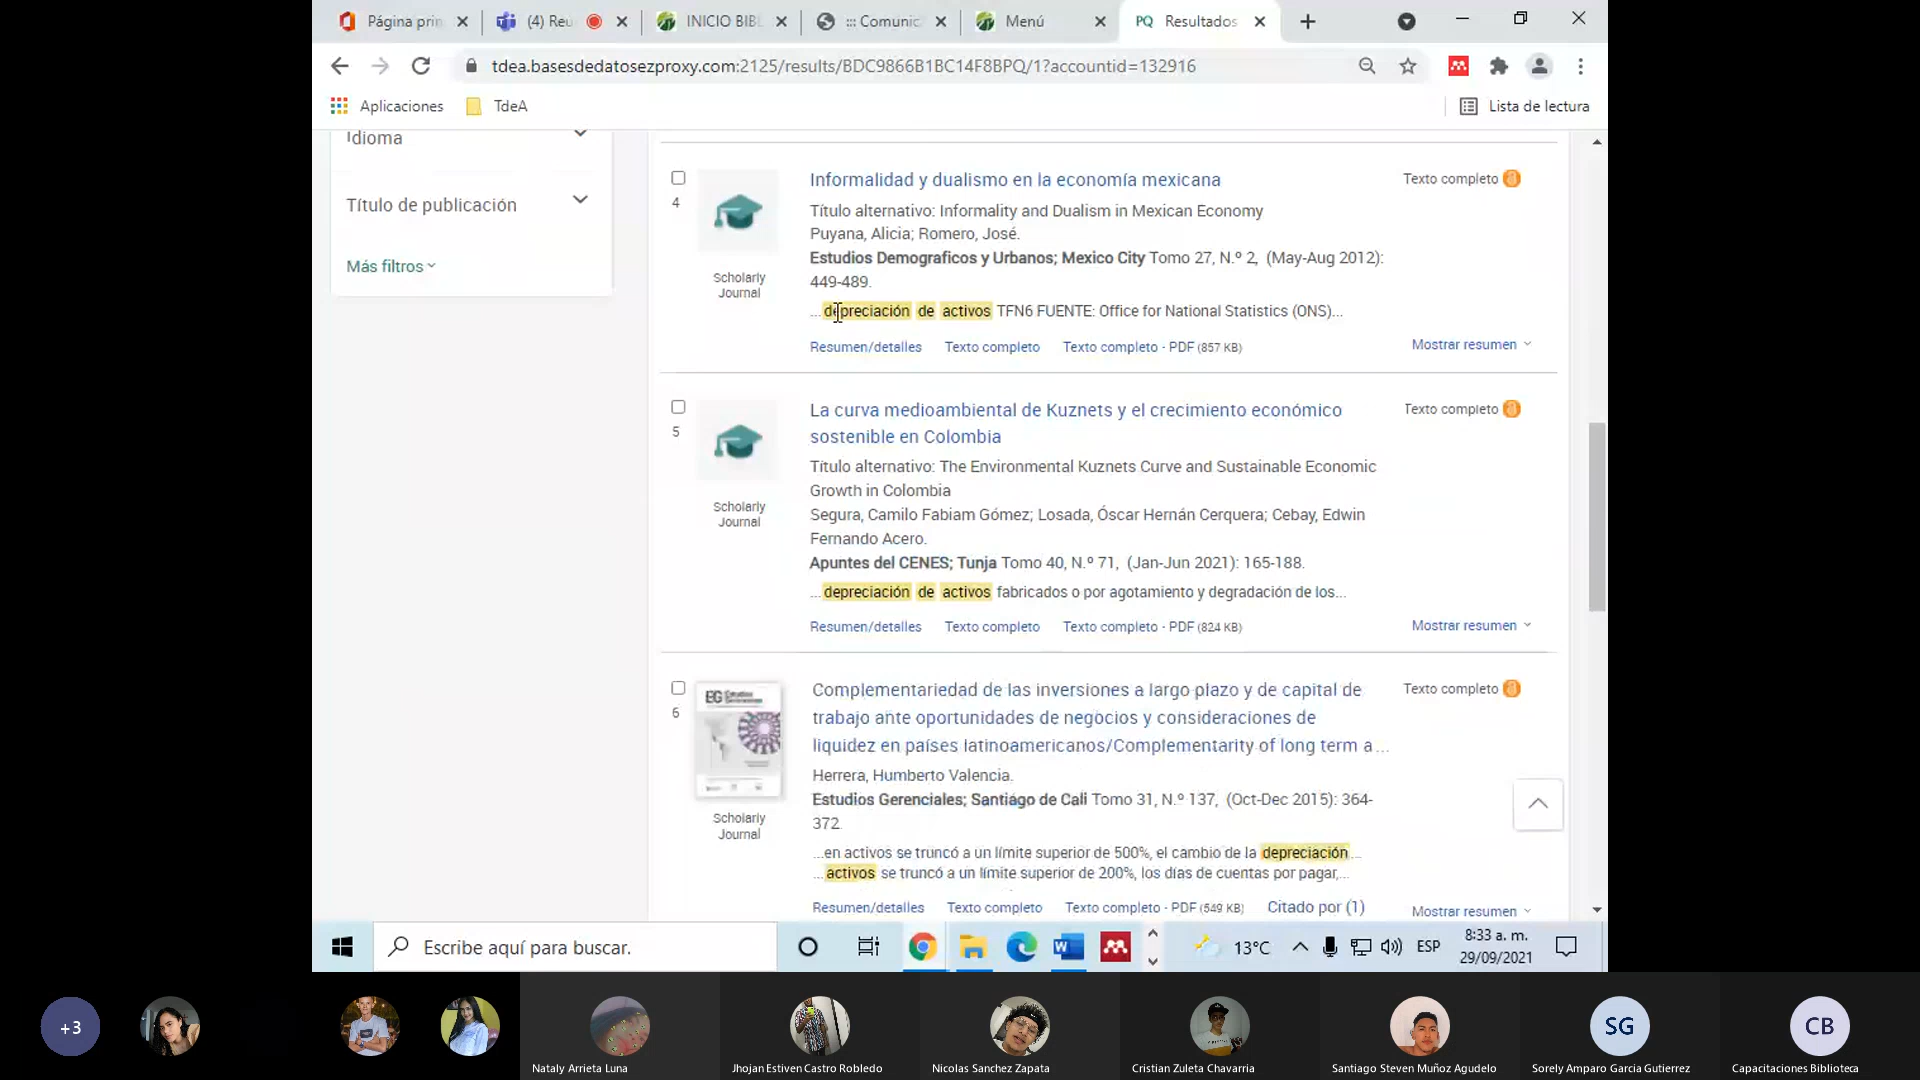 Página prin
(4) Reu
INICIO BIBL
::: Comunic
Menú
PQ Resultados
tdea.basesdedatosezproxy.com:2125/results/BDC9866B1BC14F8BPQ/1?accountid=132916
Aplicaciones
TdeA
Lista de lectura
Idioma
Título de publicación
Más filtros
4
Scholarly
Journal
Informalidad y dualismo en la economía mexicana
Texto completo
Título alternativo: Informality and Dualism in Mexican Economy
Puyana, Alicia; Romero, José.
Estudios Demograficos y Urbanos; Mexico City Tomo 27, N.º 2, (May-Aug 2012):
449-489.
...depreciación de activos TFN6 FUENTE: Office for National Statistics (ONS)...
Resumen/detalles Texto completo Texto completo - PDF (857 KB)
Mostrar resumen
5
Scholarly
Journal
La curva medioambiental de Kuznets y el crecimiento económico
sostenible en Colombia
Texto completo
Título alternativo: The Environmental Kuznets Curve and Sustainable Economic
Growth in Colombia
Segura, Camilo Fabiam Gómez; Losada, Óscar Hernán Cerquera; Cebay, Edwin
Fernando Acero.
Apuntes del CENES; Tunja Tomo 40, N.º 71, (Jan-Jun 2021): 165-188.
...depreciación de activos fabricados o por agotamiento y degradación de los...
Resumen/detalles Texto completo Texto completo - PDF (824 KB)
Mostrar resumen
6
EG Estudios
Gerenciales
Scholarly
Journal
Complementariedad de las inversiones a largo plazo y de capital de
trabajo ante oportunidades de negocios y consideraciones de
liquidez en países latinoamericanos/Complementarity of long term a...
Texto completo
Herrera, Humberto Valencia.
Estudios Gerenciales; Santiago de Cali Tomo 31, N.º 137, (Oct-Dec 2015): 364-
372.
...en activos se truncó a un límite superior de 500%, el cambio de la depreciación...
...activos se truncó a un límite superior de 200%, los días de cuentas por pagar,...
Resumen/detalles Texto completo Texto completo - PDF (549 KB) Citado por (1)
Mostrar resumen
Escribe aquí para buscar.
13°C
ESP
8:33 a. m.
29/09/2021
+3
Nataly Arrieta Luna
Jhojan Estiven Castro Robledo
Nicolas Sanchez Zapata
Cristian Zuleta Chavarria
Santiago Steven Muñoz Agudelo
SG
Sorely Amparo Garcia Gutierrez
CB
Capacitaciones Biblioteca